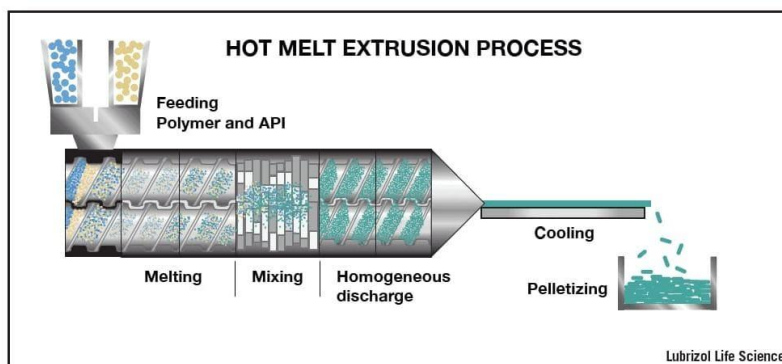 HOT MELT EXTRUSION PROCESS
Feeding
Polymer and API
Melting
Mixing
Homogeneous
discharge
Cooling
Pelletizing
Lubrizol Life Science